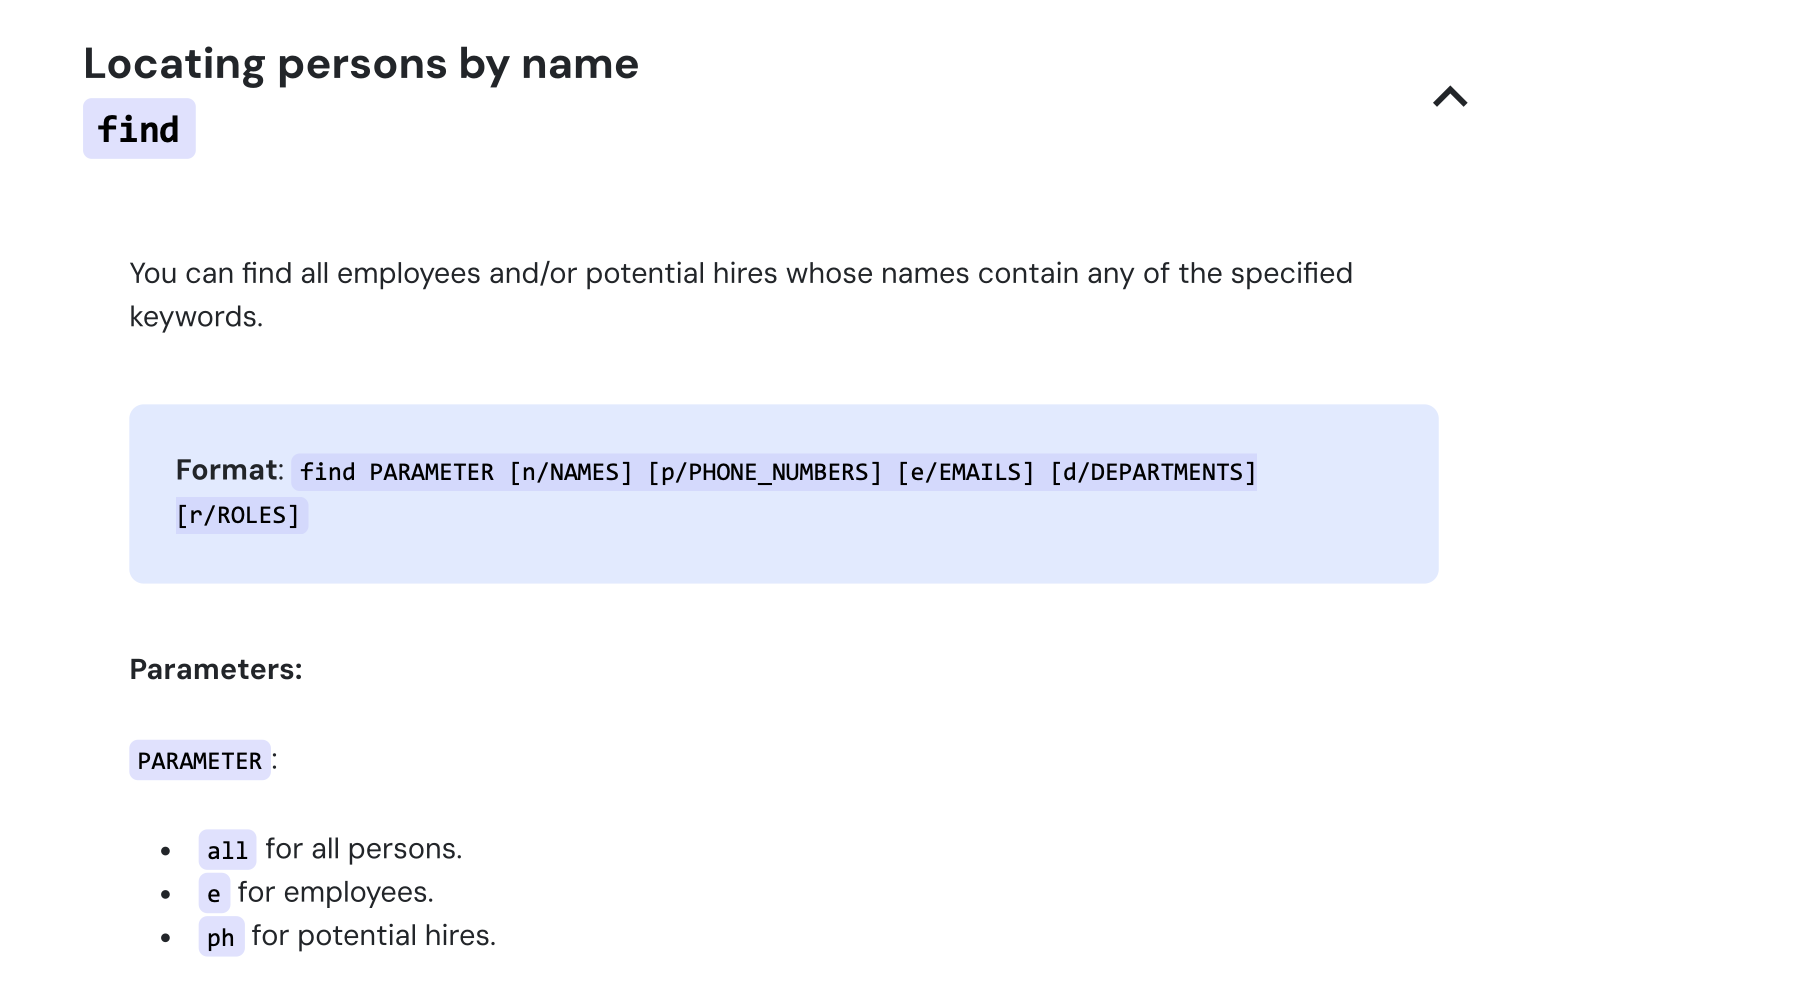 Locating persons by name
find
You can find all employees and/or potential hires whose names contain any of the specified
keywords.
Format: find PARAMETER [n/NAMES] [p/PHONE_NUMBERS] [e/EMAILS] [d/DEPARTMENTS]
[r/ROLES]
Parameters:
PARAMETER:
• all for all persons.
• e for employees.
• ph for potential hires.